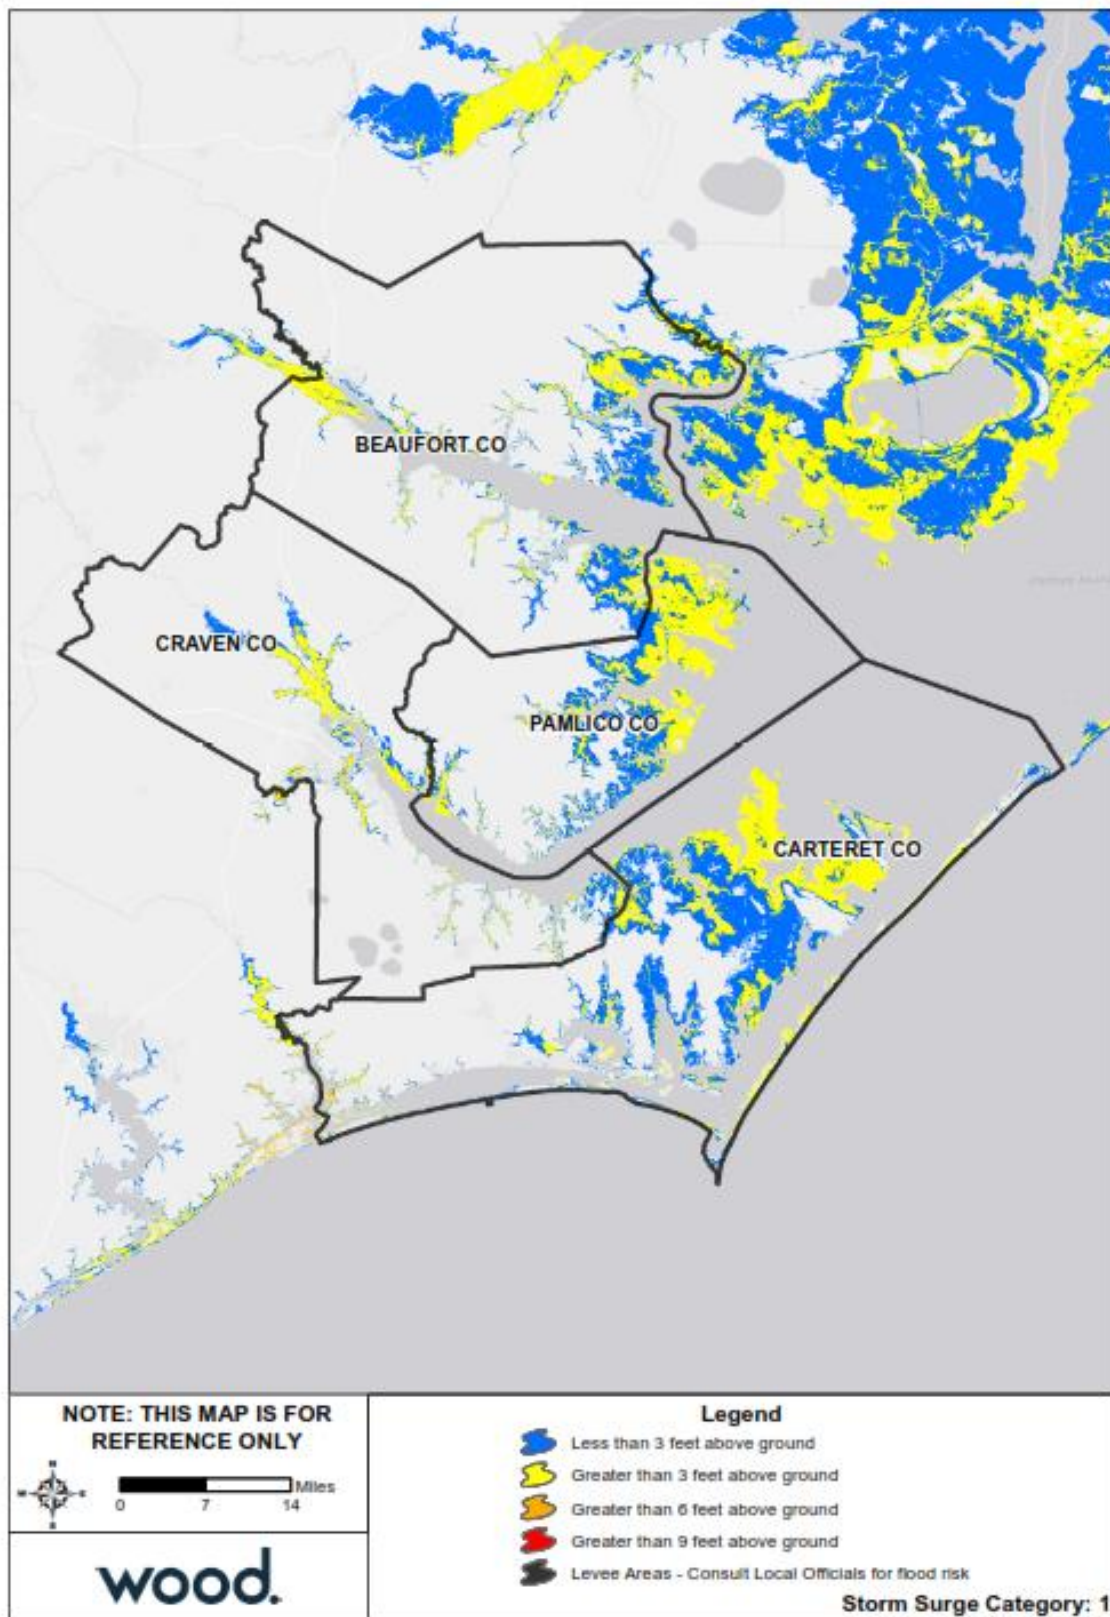 BEAUFORT CO
CRAVEN CO
PAMLICO CO
CARTERET CO
NOTE: THIS MAP IS FOR
REFERENCE ONLY
N
W E
S
Miles
0 7 14
wood.
Legend
Less than 3 feet above ground
Greater than 3 feet above ground
Greater than 6 feet above ground
Greater than 9 feet above ground
Levee Areas - Consult Local Officials for flood risk
Storm Surge Category: 1